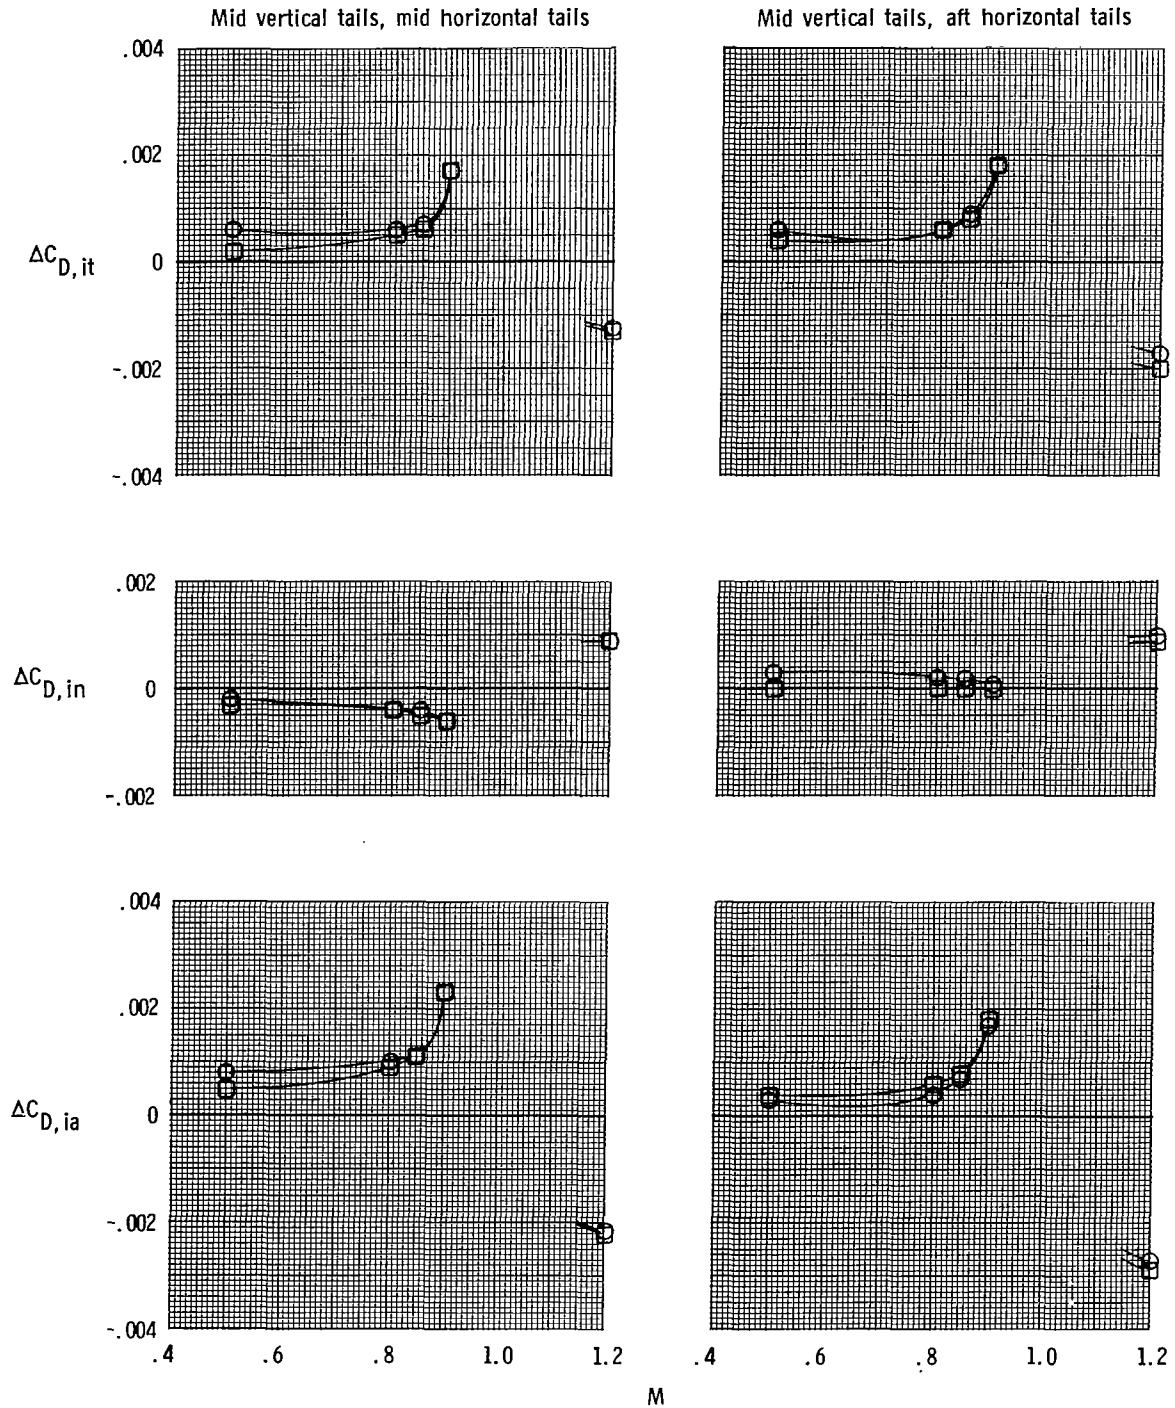 Mid vertical tails, mid horizontal tails
Mid vertical tails, aft horizontal tails
.004
.002
ΔC_D,it
0
-.002
-.004
.002
ΔC_D,in
0
-.002
.004
.002
ΔC_D,ia
0
-.002
-.004
.4 .6 .8 1.0 1.2
.4 .6 .8 1.0 1.2
M